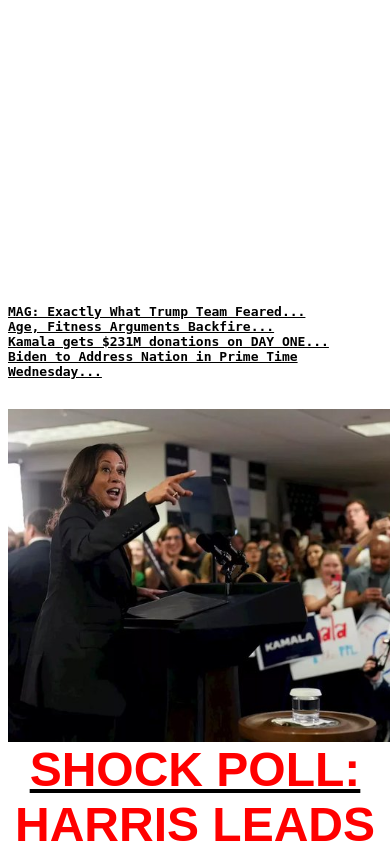 MAG: Exactly What Trump Team Feared...
Age, Fitness Arguments Backfire...
Kamala gets $231M donations on DAY ONE...
Biden to Address Nation in Prime Time
Wednesday...
KAMALA
SHOCK POLL:
HARRIS LEADS